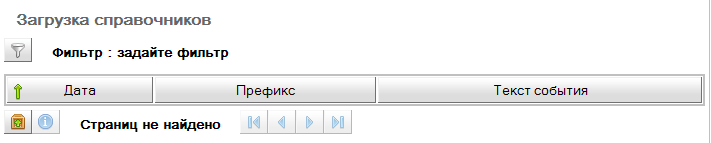 Загрузка справочников
Фильтр : задайте фильтр
Дата Префикс Текст события
Страниц не найдено